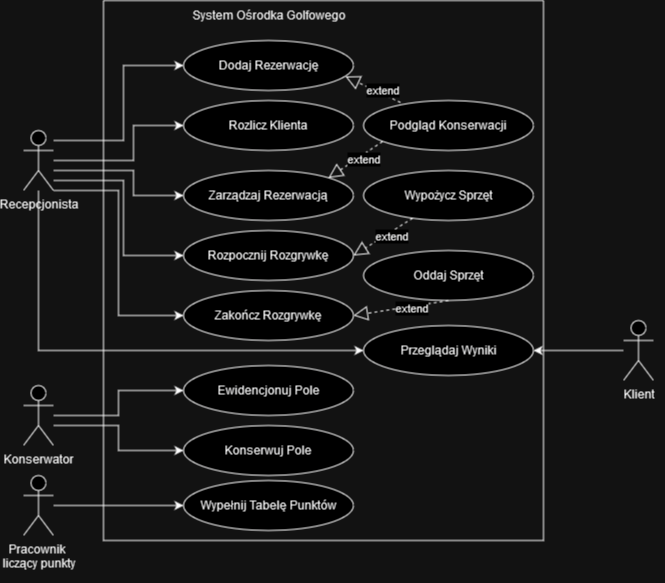 System Ośrodka Golfowego
Dodaj Rezerwację
extend
Rozlicz Klienta
Podgląd Konserwacji
extend
Recepcjonista
Zarządzaj Rezerwacją
Wypożycz Sprzęt
extend
Rozpocznij Rozgrywkę
Oddaj Sprzęt
extend
Zakończ Rozgrywkę
Przeglądaj Wyniki
Klient
Ewidencjonuj Pole
Konserwator
Konserwuj Pole
Wypełnij Tabelę Punktów
Pracownik
liczący punkty